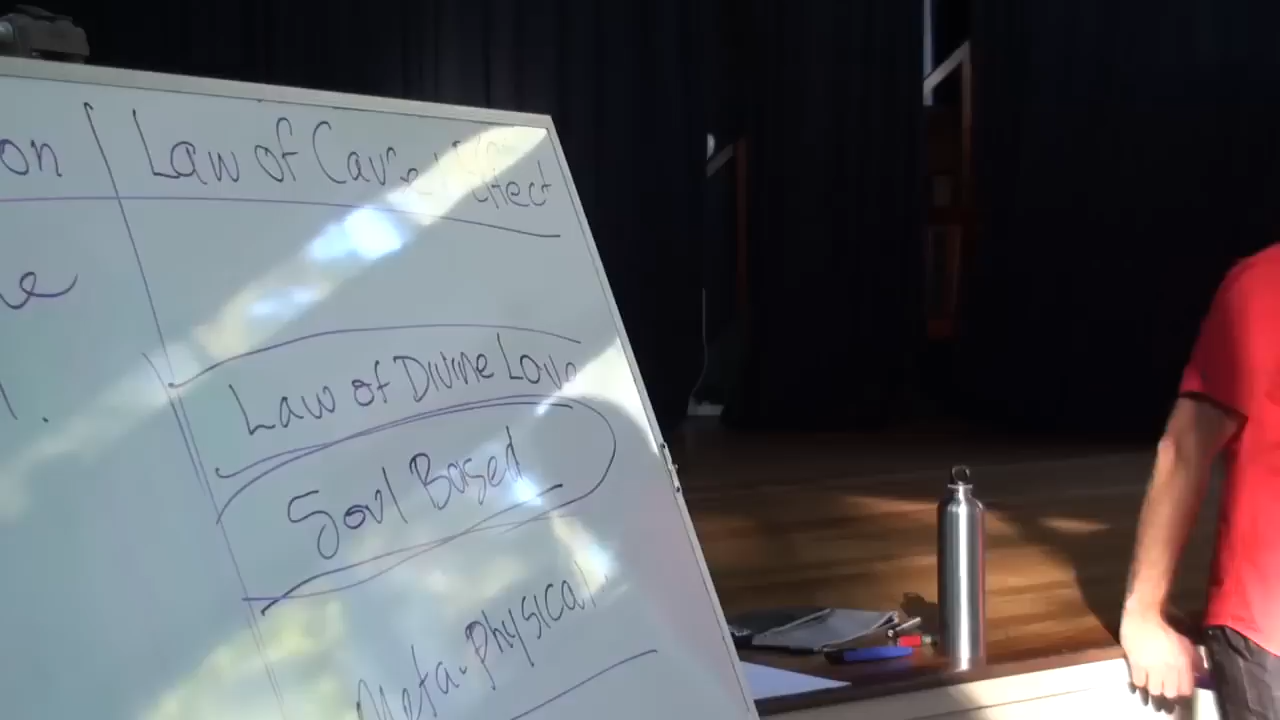 on
Law of Cause Effect
Law of Divine Love
Soul Based
Meta-physical